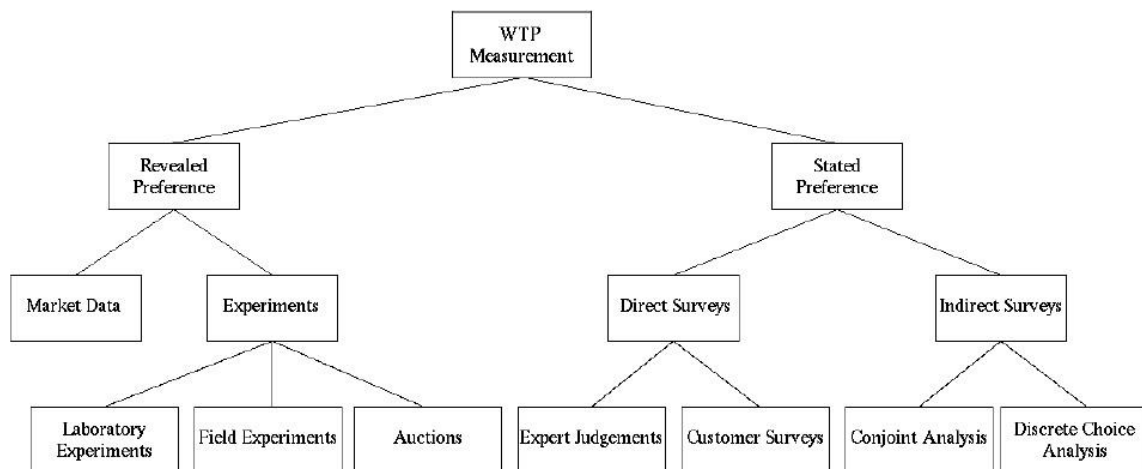 WTP
Measurement
Revealed
Preference
Stated
Preference
Market Data
Experiments
Direct Surveys
Indirect Surveys
Laboratory
Experiments
Field Experiments
Auctions
Expert Judgements
Customer Surveys
Conjoint Analysis
Discrete Choice
Analysis